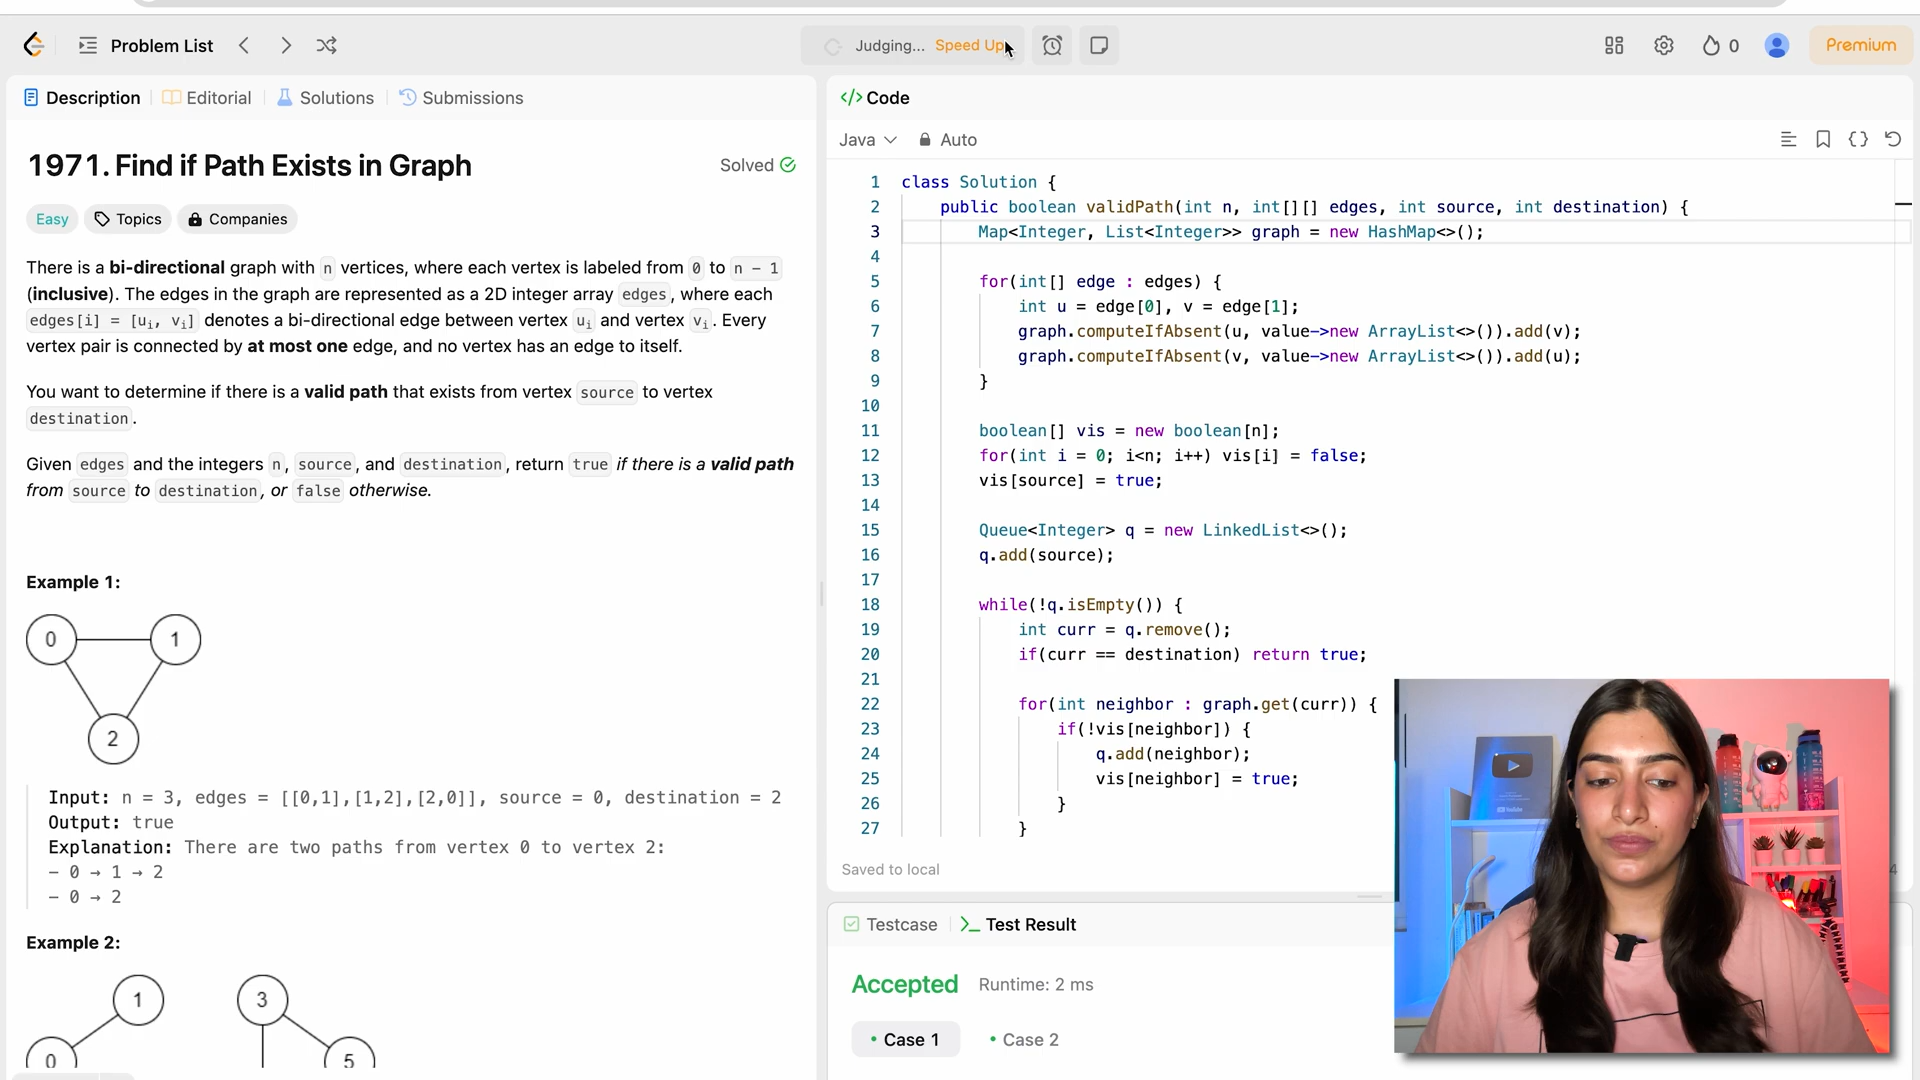 Problem List
Judging... Speed Up
0
Premium
Description
Editorial
Solutions
Submissions
1971. Find if Path Exists in Graph
Solved
Easy
Topics
Companies
There is a bi-directional graph with n vertices, where each vertex is labeled from 0 to n - 1
(inclusive). The edges in the graph are represented as a 2D integer array edges, where each
edges[i] = [ui, vi] denotes a bi-directional edge between vertex ui and vertex vi. Every
vertex pair is connected by at most one edge, and no vertex has an edge to itself.
You want to determine if there is a valid path that exists from vertex source to vertex
destination.
Given edges and the integers n, source, and destination, return true if there is a valid path
from source to destination, or false otherwise.
Example 1:
0
1
2
Input: n = 3, edges = [[0,1],[1,2],[2,0]], source = 0, destination = 2
Output: true
Explanation: There are two paths from vertex 0 to vertex 2:
- 0 → 1 → 2
- 0 → 2
Example 2:
1
3
0
5
</> Code
Java
Auto
1 class Solution {
2 public boolean validPath(int n, int[][] edges, int source, int destination) {
3 Map<Integer, List<Integer>> graph = new HashMap<>();
4
5 for(int[] edge : edges) {
6 int u = edge[0], v = edge[1];
7 graph.computeIfAbsent(u, value->new ArrayList<>()).add(v);
8 graph.computeIfAbsent(v, value->new ArrayList<>()).add(u);
9 }
10
11 boolean[] vis = new boolean[n];
12 for(int i = 0; i<n; i++) vis[i] = false;
13 vis[source] = true;
14
15 Queue<Integer> q = new LinkedList<>();
16 q.add(source);
17
18 while(!q.isEmpty()) {
19 int curr = q.remove();
20 if(curr == destination) return true;
21
22 for(int neighbor : graph.get(curr)) {
23 if(!vis[neighbor]) {
24 q.add(neighbor);
25 vis[neighbor] = true;
26 }
27 }
Saved to local
4
Testcase
Test Result
Accepted
Runtime: 2 ms
Case 1
Case 2